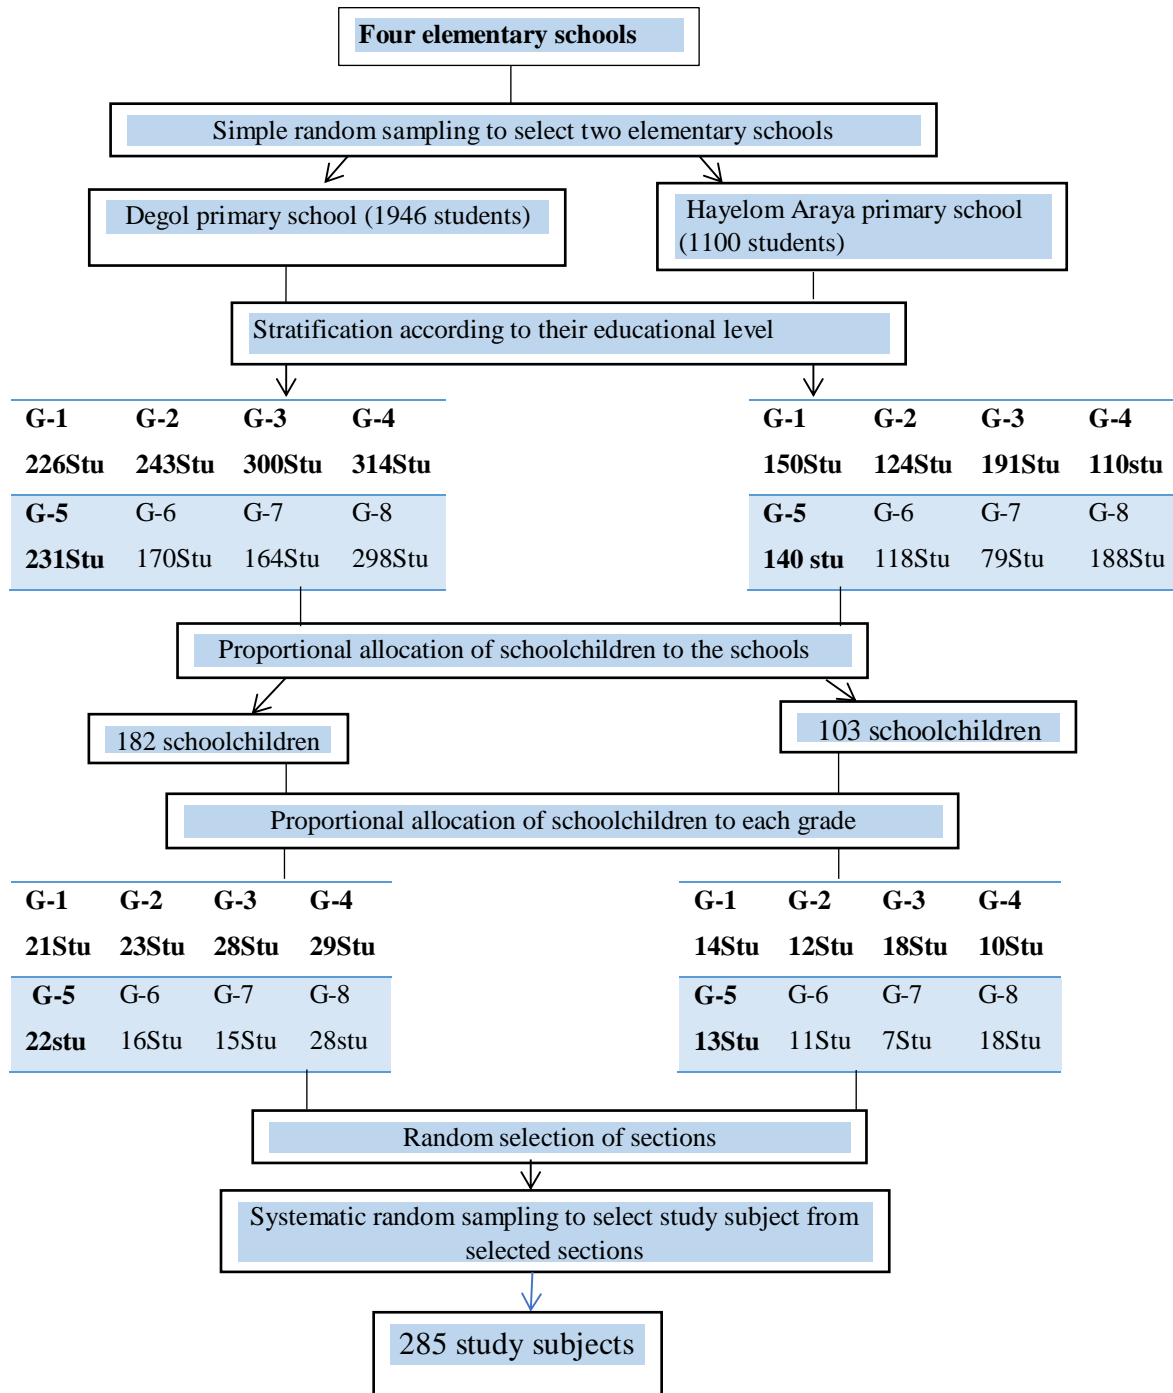 Four elementary schools
Simple random sampling to select two elementary schools
Degol primary school (1946 students)
Hayelom Araya primary school
(1100 students)
Stratification according to their educational level
G-1 G-2 G-3 G-4
226Stu 243Stu 300Stu 314Stu
G-5 G-6 G-7 G-8
231Stu 170Stu 164Stu 298Stu
G-1 G-2 G-3 G-4
150Stu 124Stu 191Stu 110stu
G-5 G-6 G-7 G-8
140 stu 118Stu 79Stu 188Stu
Proportional allocation of schoolchildren to the schools
182 schoolchildren
103 schoolchildren
Proportional allocation of schoolchildren to each grade
G-1 G-2 G-3 G-4
21Stu 23Stu 28Stu 29Stu
G-5 G-6 G-7 G-8
22stu 16Stu 15Stu 28stu
G-1 G-2 G-3 G-4
14Stu 12Stu 18Stu 10Stu
G-5 G-6 G-7 G-8
13Stu 11Stu 7Stu 18Stu
Random selection of sections
Systematic random sampling to select study subject from
selected sections
285 study subjects